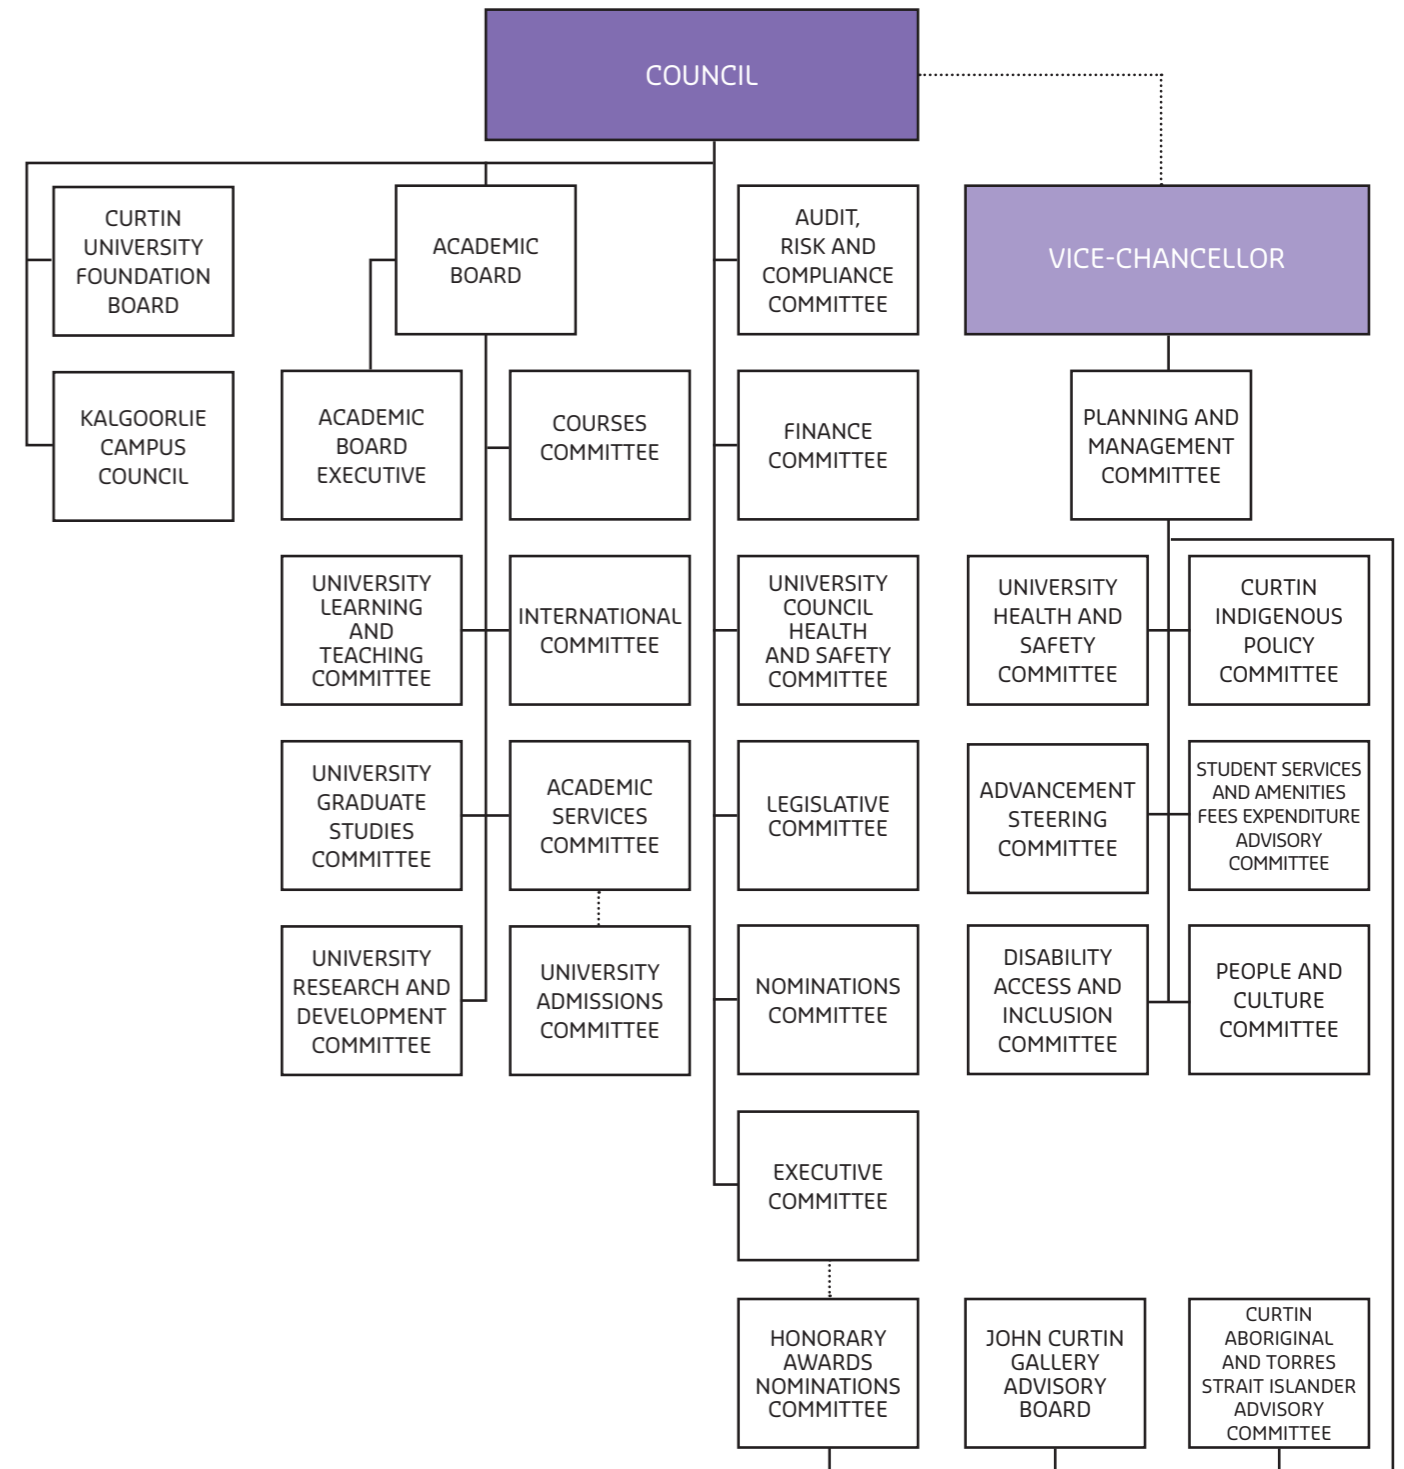 COUNCIL
CURTIN
UNIVERSITY
FOUNDATION
BOARD
ACADEMIC
BOARD
AUDIT,
RISK AND
COMPLIANCE
COMMITTEE
VICE-CHANCELLOR
KALGOORLIE
CAMPUS
COUNCIL
ACADEMIC
BOARD
EXECUTIVE
COURSES
COMMITTEE
FINANCE
COMMITTEE
PLANNING AND
MANAGEMENT
COMMITTEE
UNIVERSITY
LEARNING
AND
TEACHING
COMMITTEE
INTERNATIONAL
COMMITTEE
UNIVERSITY
COUNCIL
HEALTH
AND SAFETY
COMMITTEE
UNIVERSITY
HEALTH AND
SAFETY
COMMITTEE
CURTIN
INDIGENOUS
POLICY
COMMITTEE
UNIVERSITY
GRADUATE
STUDIES
COMMITTEE
ACADEMIC
SERVICES
COMMITTEE
LEGISLATIVE
COMMITTEE
ADVANCEMENT
STEERING
COMMITTEE
STUDENT SERVICES
AND AMENITIES
FEES EXPENDITURE
ADVISORY
COMMITTEE
UNIVERSITY
RESEARCH AND
DEVELOPMENT
COMMITTEE
UNIVERSITY
ADMISSIONS
COMMITTEE
NOMINATIONS
COMMITTEE
DISABILITY
ACCESS AND
INCLUSION
COMMITTEE
PEOPLE AND
CULTURE
COMMITTEE
EXECUTIVE
COMMITTEE
HONORARY
AWARDS
NOMINATIONS
COMMITTEE
JOHN CURTIN
GALLERY
ADVISORY
BOARD
CURTIN
ABORIGINAL
AND TORRES
STRAIT ISLANDER
ADVISORY
COMMITTEE